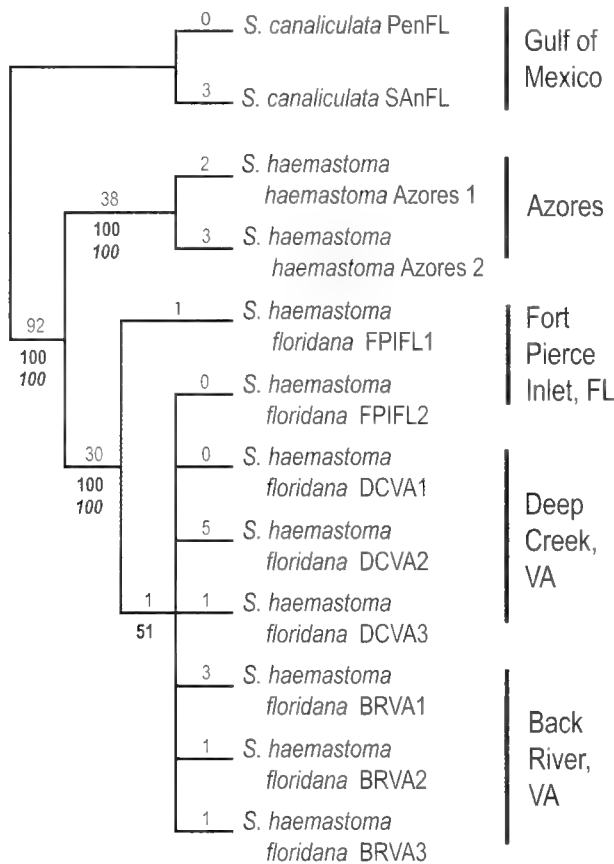 0
S. canaliculata PenFL
3
S. canaliculata SAnFL
Gulf of
Mexico
38
100
100
2
S. haemastoma
haemastoma Azores 1
3
S. haemastoma
haemastoma Azores 2
Azores
92
100
100
30
100
100
1
S. haemastoma
floridana FPIFL1
0
S. haemastoma
floridana FPIFL2
Fort
Pierce
Inlet, FL
1
51
0
S. haemastoma
floridana DCVA1
5
S. haemastoma
floridana DCVA2
1
S. haemastoma
floridana DCVA3
Deep
Creek,
VA
3
S. haemastoma
floridana BRVA1
1
S. haemastoma
floridana BRVA2
1
S. haemastoma
floridana BRVA3
Back
River,
VA